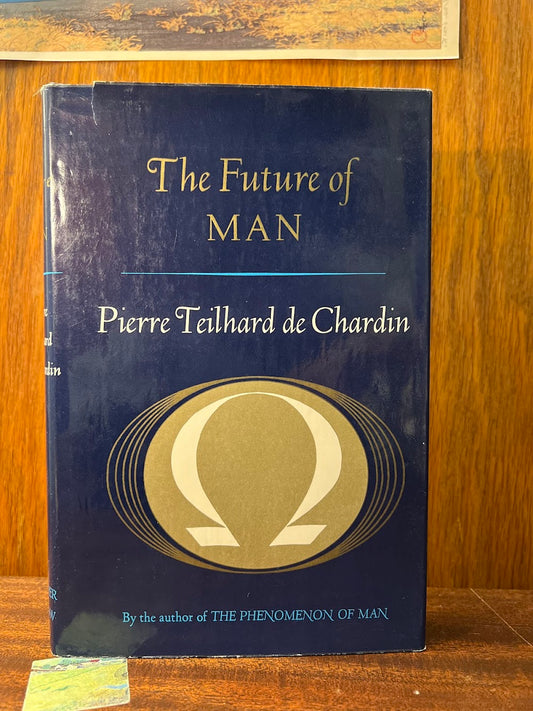 The Future of
MAN
Pierre Teilhard de Chardin
Ω
By the author of THE PHENOMENON OF MAN